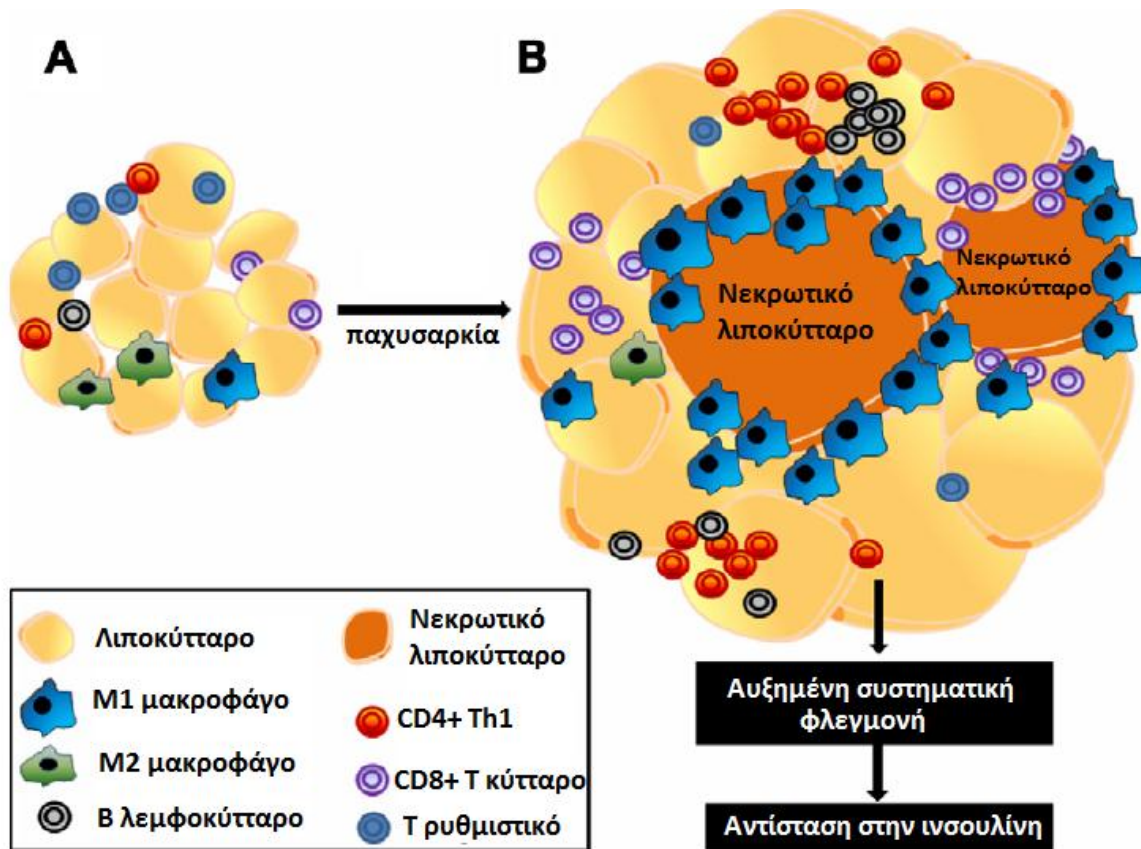 A
B
παχυσαρκία
Νεκρωτικό
λιποκύτταρο
Νεκρωτικό
λιποκύτταρο
Λιποκύτταρο
Μ1 μακροφάγο
Μ2 μακροφάγο
Β λεμφοκύτταρο
Νεκρωτικό
λιποκύτταρο
CD4+ Th1
CD8+ Τ κύτταρο
Τ ρυθμιστικό
Αυξημένη συστηματική
φλεγμονή
Αντίσταση στην ινσουλίνη